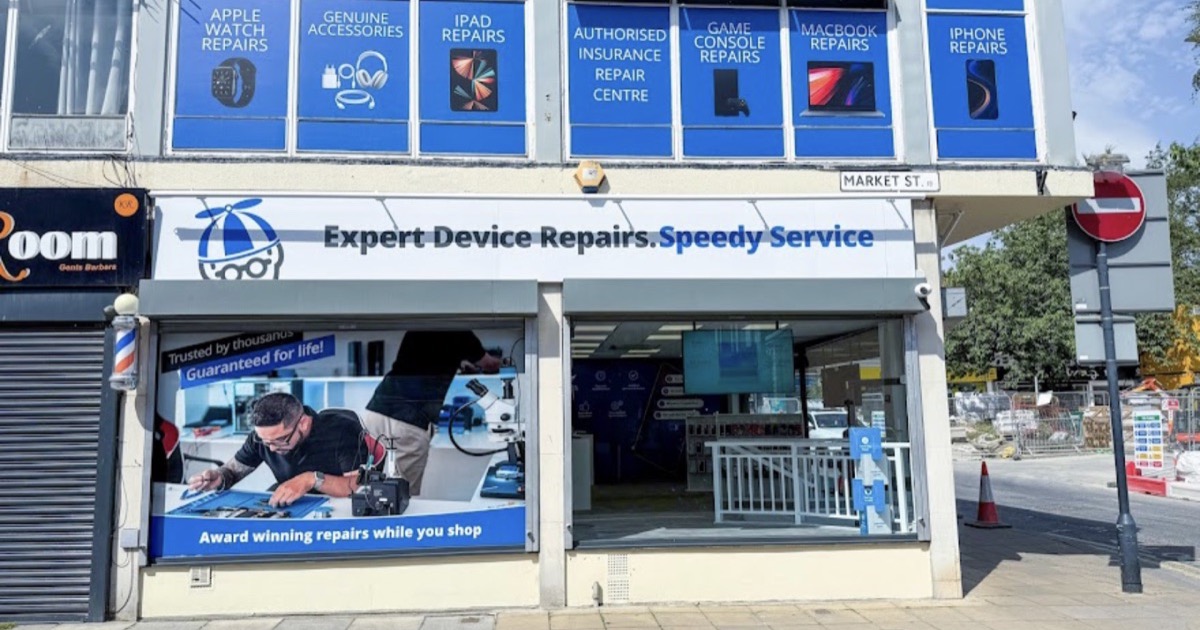 APPLE
WATCH
REPAIRS
GENUINE
ACCESSORIES
IPAD
REPAIRS
AUTHORISED
INSURANCE
REPAIR
CENTRE
GAME
CONSOLE
REPAIRS
MACBOOK
REPAIRS
IPHONE
REPAIRS
MARKET ST.
Room
Gents Barbers
Expert Device Repairs.Speedy Service
Trusted by thousands
Guaranteed for life!
Award winning repairs while you shop